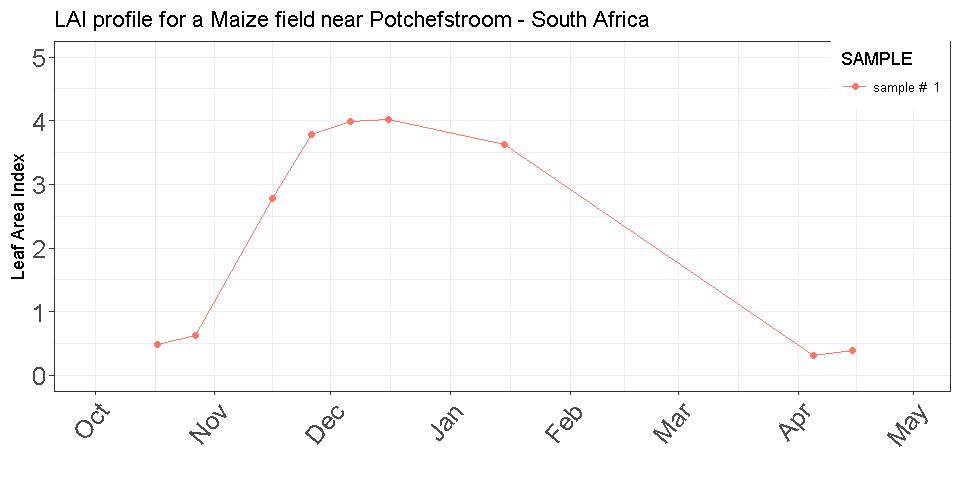 LAI profile for a Maize field near Potchefstroom - South Africa
SAMPLE
sample # 1
Leaf Area Index
5
4
3
2
1
0
Oct Nov Dec Jan Feb Mar Apr May